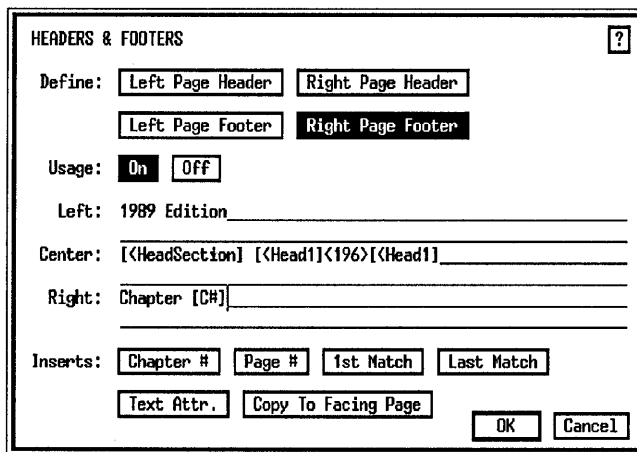 HEADERS & FOOTERS ?
Define: Left Page Header Right Page Header
Left Page Footer Right Page Footer
Usage: On Off
Left: 1989 Edition
Center: [<HeadSection] [<Head1]<196>[<Head1]
Right: Chapter [C#]
Inserts: Chapter # Page # 1st Match Last Match
Text Attr. Copy To Facing Page
OK Cancel